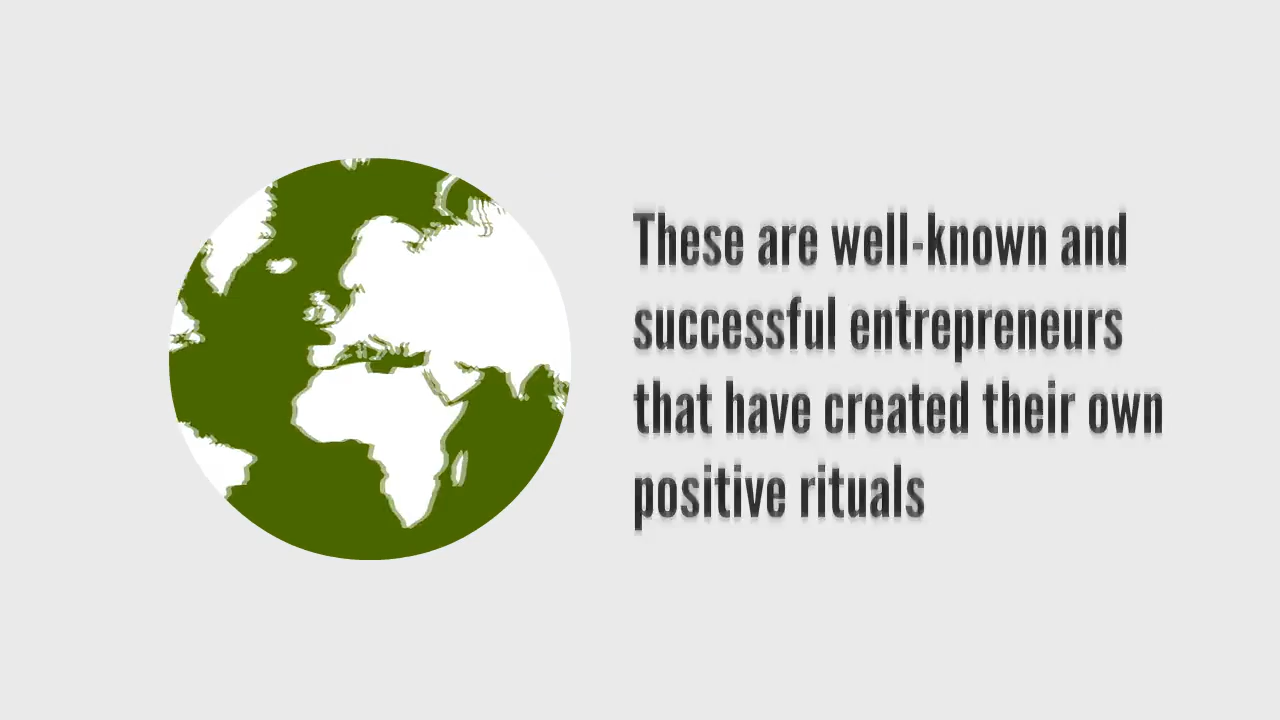 These are well-known and
successful entrepreneurs
that have created their own
positive rituals